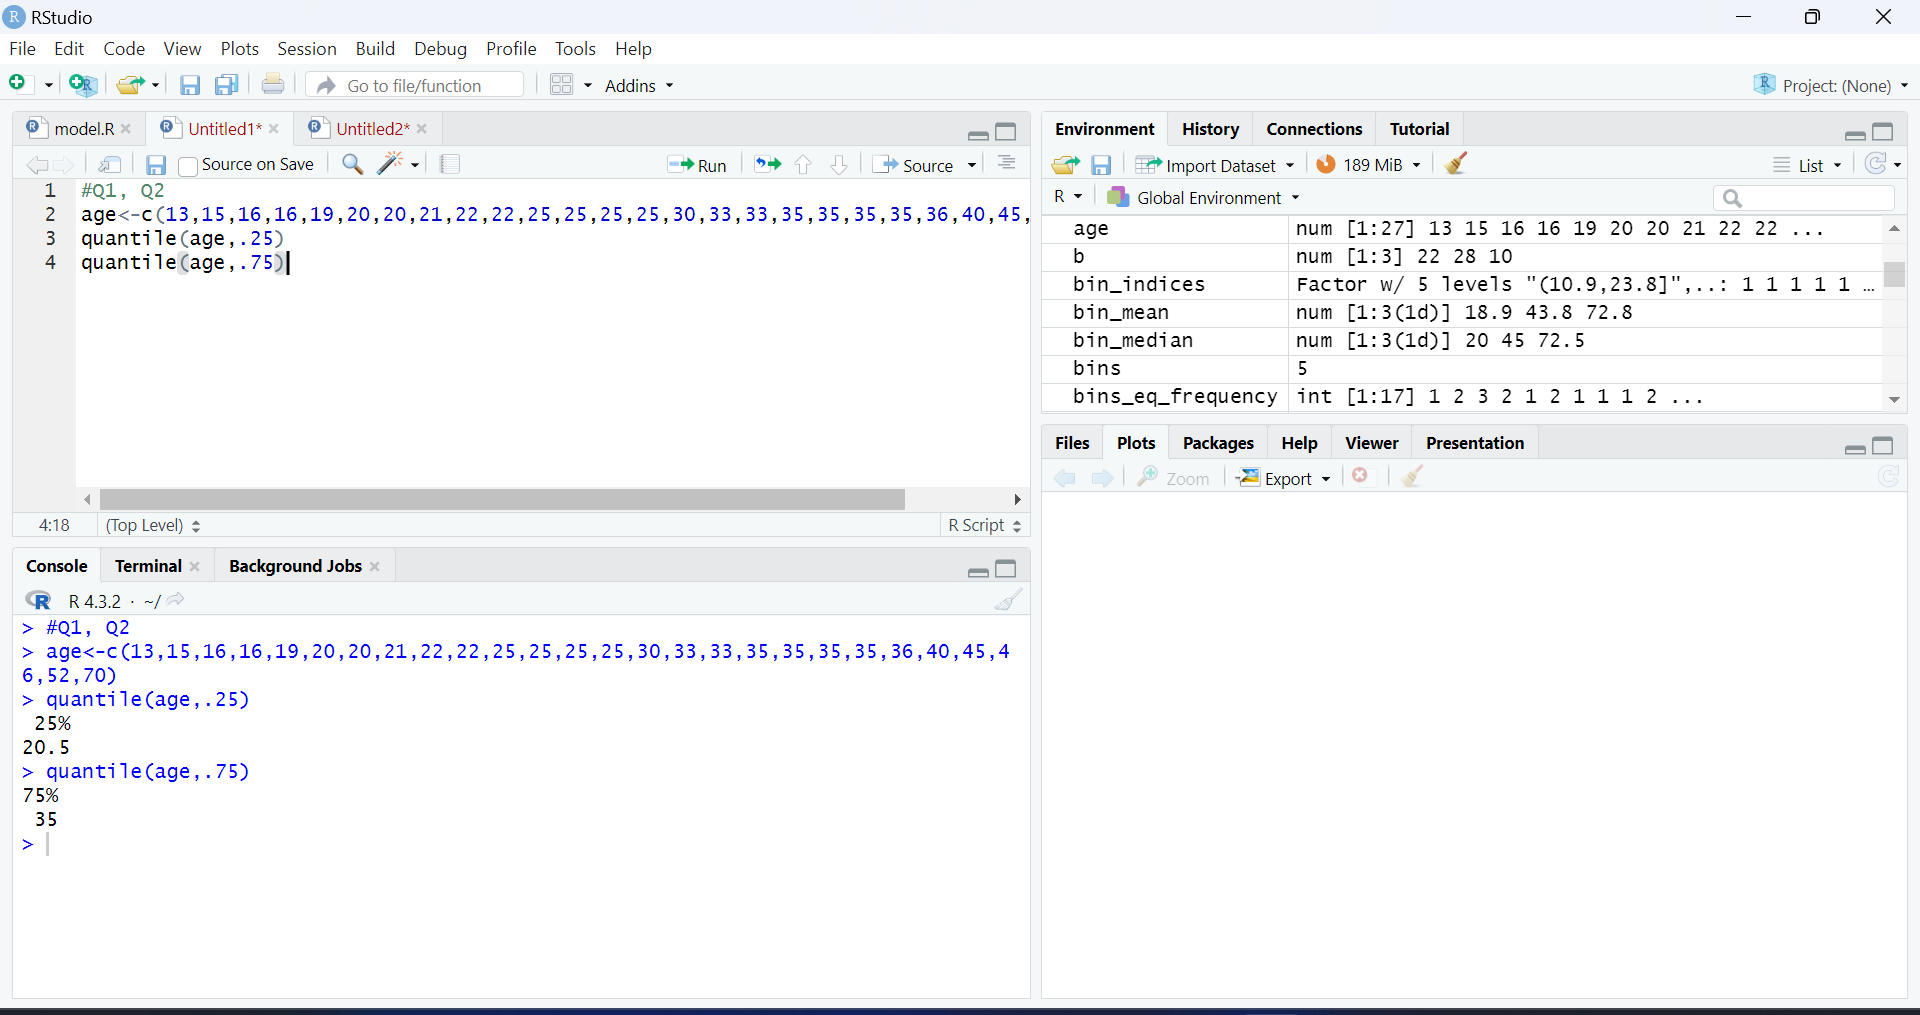 RStudio
File Edit Code View Plots Session Build Debug Profile Tools Help
Go to file/function Addins Project: (None)
model.R Untitled1* Untitled2*
Source on Save Run Source
1 #Q1, Q2
2 age<-c(13,15,16,16,19,20,20,21,22,22,25,25,25,25,30,33,33,35,35,35,35,36,40,45,
3 quantile(age,.25)
4 quantile(age,.75)
4:18 (Top Level) R Script
Console Terminal Background Jobs
R R 4.3.2 · ~/
> #Q1, Q2
> age<-c(13,15,16,16,19,20,20,21,22,22,25,25,25,25,30,33,33,35,35,35,35,36,40,45,4
6,52,70)
> quantile(age,.25)
25%
20.5
> quantile(age,.75)
75%
35
>
Environment History Connections Tutorial
Import Dataset 189 MiB List
R Global Environment
age num [1:27] 13 15 16 16 19 20 20 21 22 22 ...
b num [1:3] 22 28 10
bin_indices Factor w/ 5 levels "(10.9,23.8]",..: 1 1 1 1 1 …
bin_mean num [1:3(1d)] 18.9 43.8 72.8
bin_median num [1:3(1d)] 20 45 72.5
bins 5
bins_eq_frequency int [1:17] 1 2 3 2 1 2 1 1 1 2 ...
Files Plots Packages Help Viewer Presentation
Zoom Export